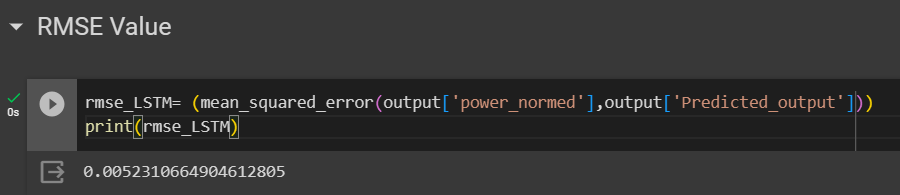 RMSE Value
rmse_LSTM= (mean_squared_error(output['power_normed'],output['Predicted_output']))
0s
print(rmse_LSTM)
0.0052310664904612805